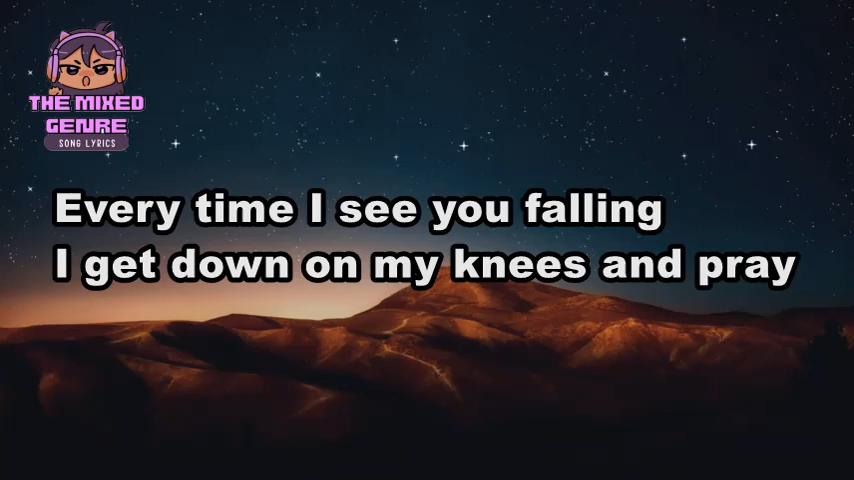 THE MIXED
GENRE
SONG LYRICS
Every time I see you falling
I get down on my knees and pray